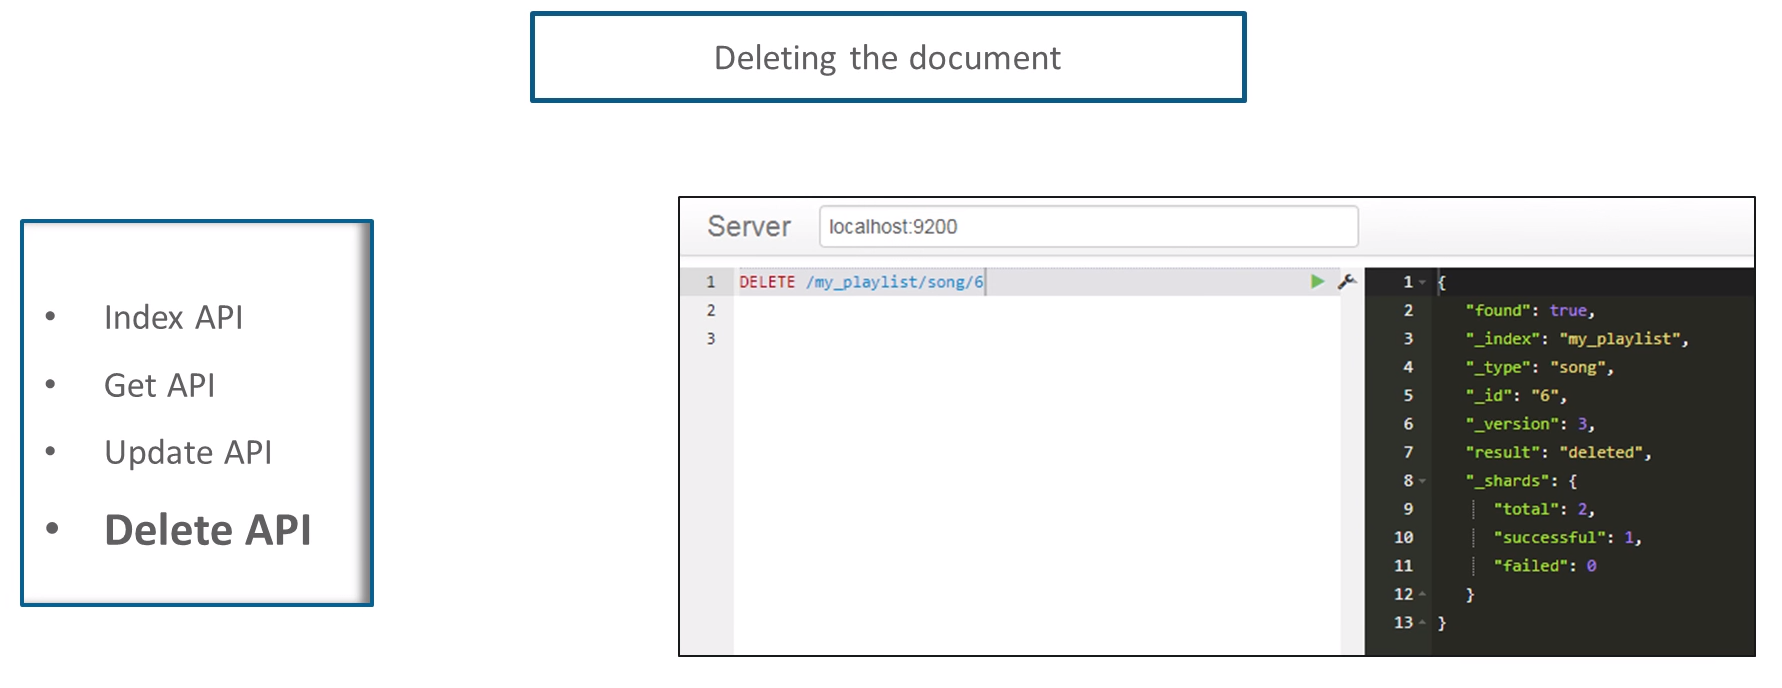 Deleting the document
• Index API
• Get API
• Update API
• Delete API
Server localhost:9200
1 DELETE /my_playlist/song/6
2
3
1 {
2 "found": true,
3 "_index": "my_playlist",
4 "_type": "song",
5 "_id": "6",
6 "_version": 3,
7 "result": "deleted",
8 "_shards": {
9 "total": 2,
10 "successful": 1,
11 "failed": 0
12 }
13 }